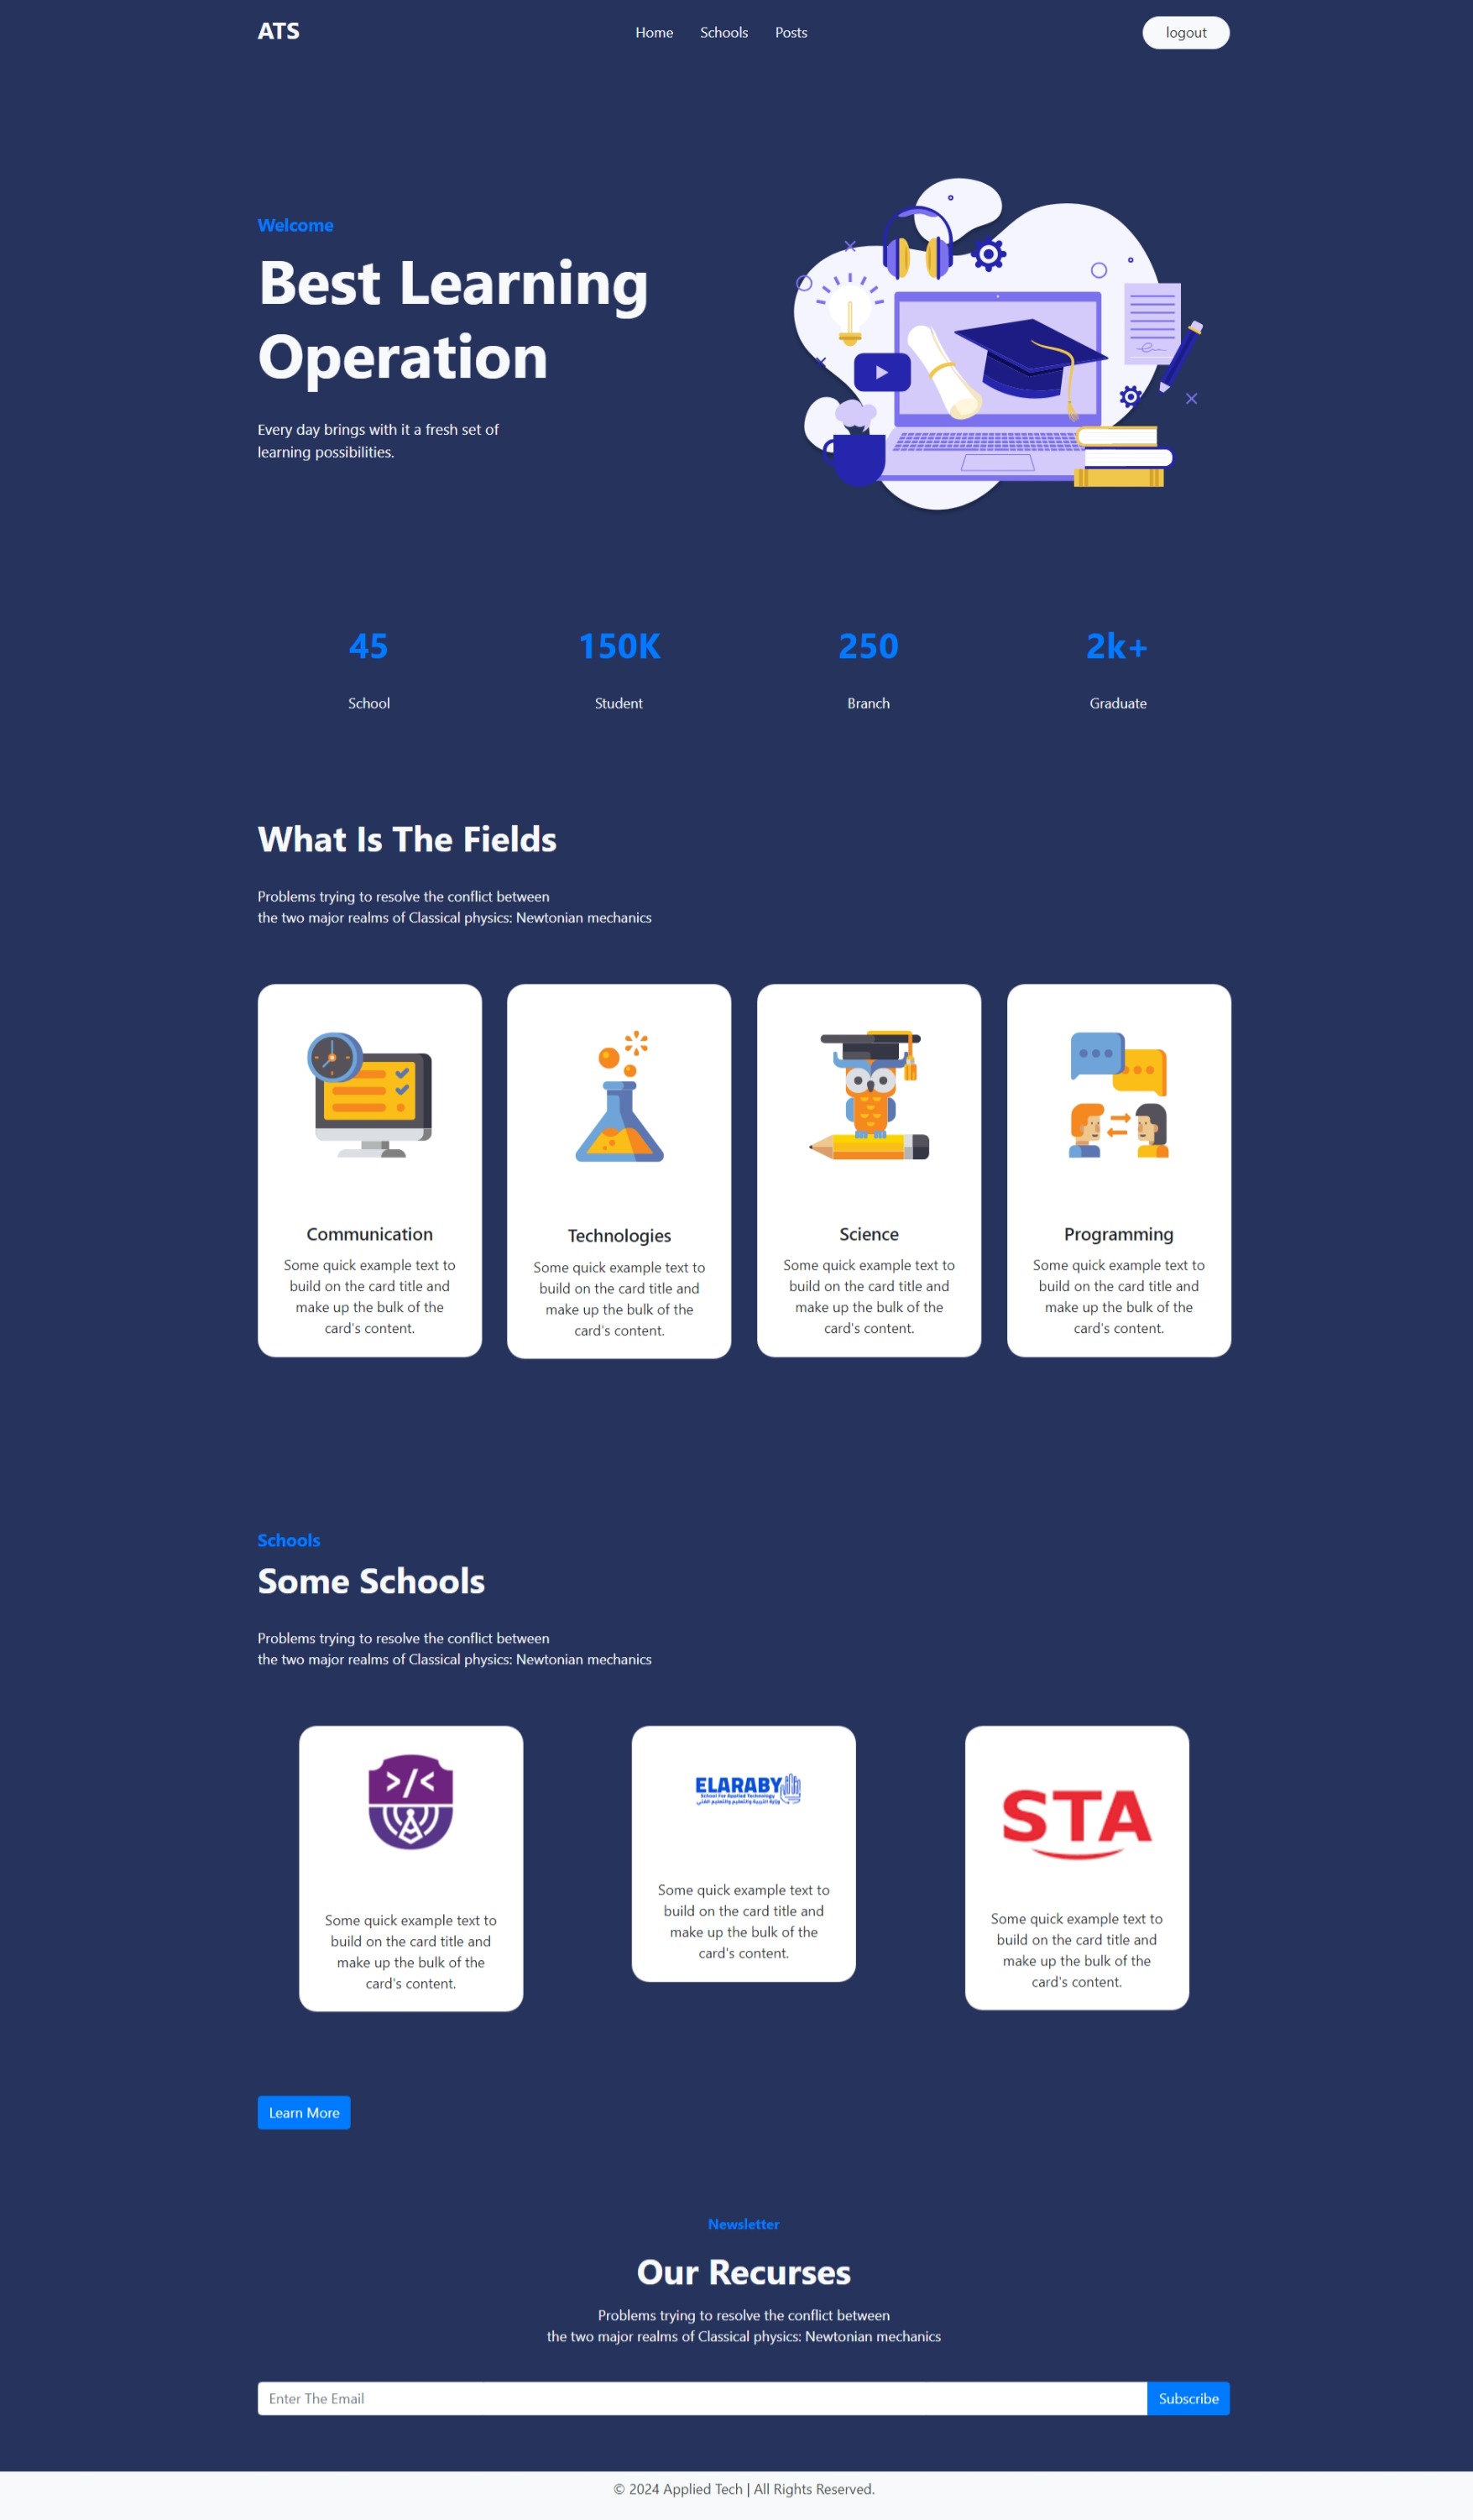 ATS
Home Schools Posts
logout
Welcome
Best Learning
Operation
Every day brings with it a fresh set of
learning possibilities.
45
School
150K
Student
250
Branch
2k+
Graduate
What Is The Fields
Problems trying to resolve the conflict between
the two major realms of Classical physics: Newtonian mechanics
Communication
Some quick example text to
build on the card title and
make up the bulk of the
card's content.
Technologies
Some quick example text to
build on the card title and
make up the bulk of the
card's content.
Science
Some quick example text to
build on the card title and
make up the bulk of the
card's content.
Programming
Some quick example text to
build on the card title and
make up the bulk of the
card's content.
Schools
Some Schools
Problems trying to resolve the conflict between
the two major realms of Classical physics: Newtonian mechanics
Some quick example text to
build on the card title and
make up the bulk of the
card's content.
ELARABY
School For Applied Technology
Some quick example text to
build on the card title and
make up the bulk of the
card's content.
STA
Some quick example text to
build on the card title and
make up the bulk of the
card's content.
Learn More
Newsletter
Our Recurses
Problems trying to resolve the conflict between
the two major realms of Classical physics: Newtonian mechanics
Enter The Email
Subscribe
© 2024 Applied Tech | All Rights Reserved.